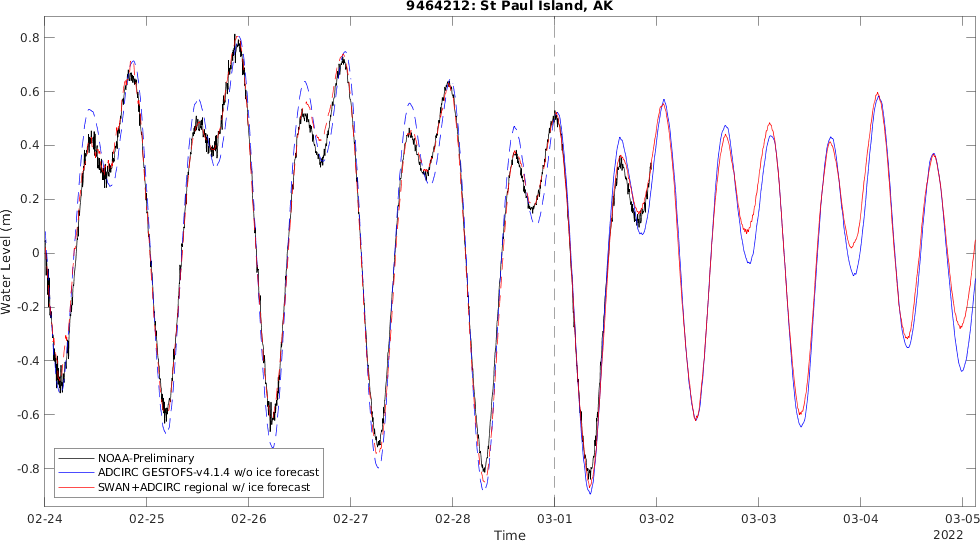 9464212: St Paul Island, AK
0.8
0.6
0.4
0.2
0
-0.2
-0.4
-0.6
-0.8
Water Level (m)
NOAA-Preliminary
ADCIRC GESTOFS-v4.1.4 w/o ice forecast
SWAN+ADCIRC regional w/ ice forecast
02-24 02-25 02-26 02-27 02-28 03-01 03-02 03-03 03-04 03-05
Time
2022